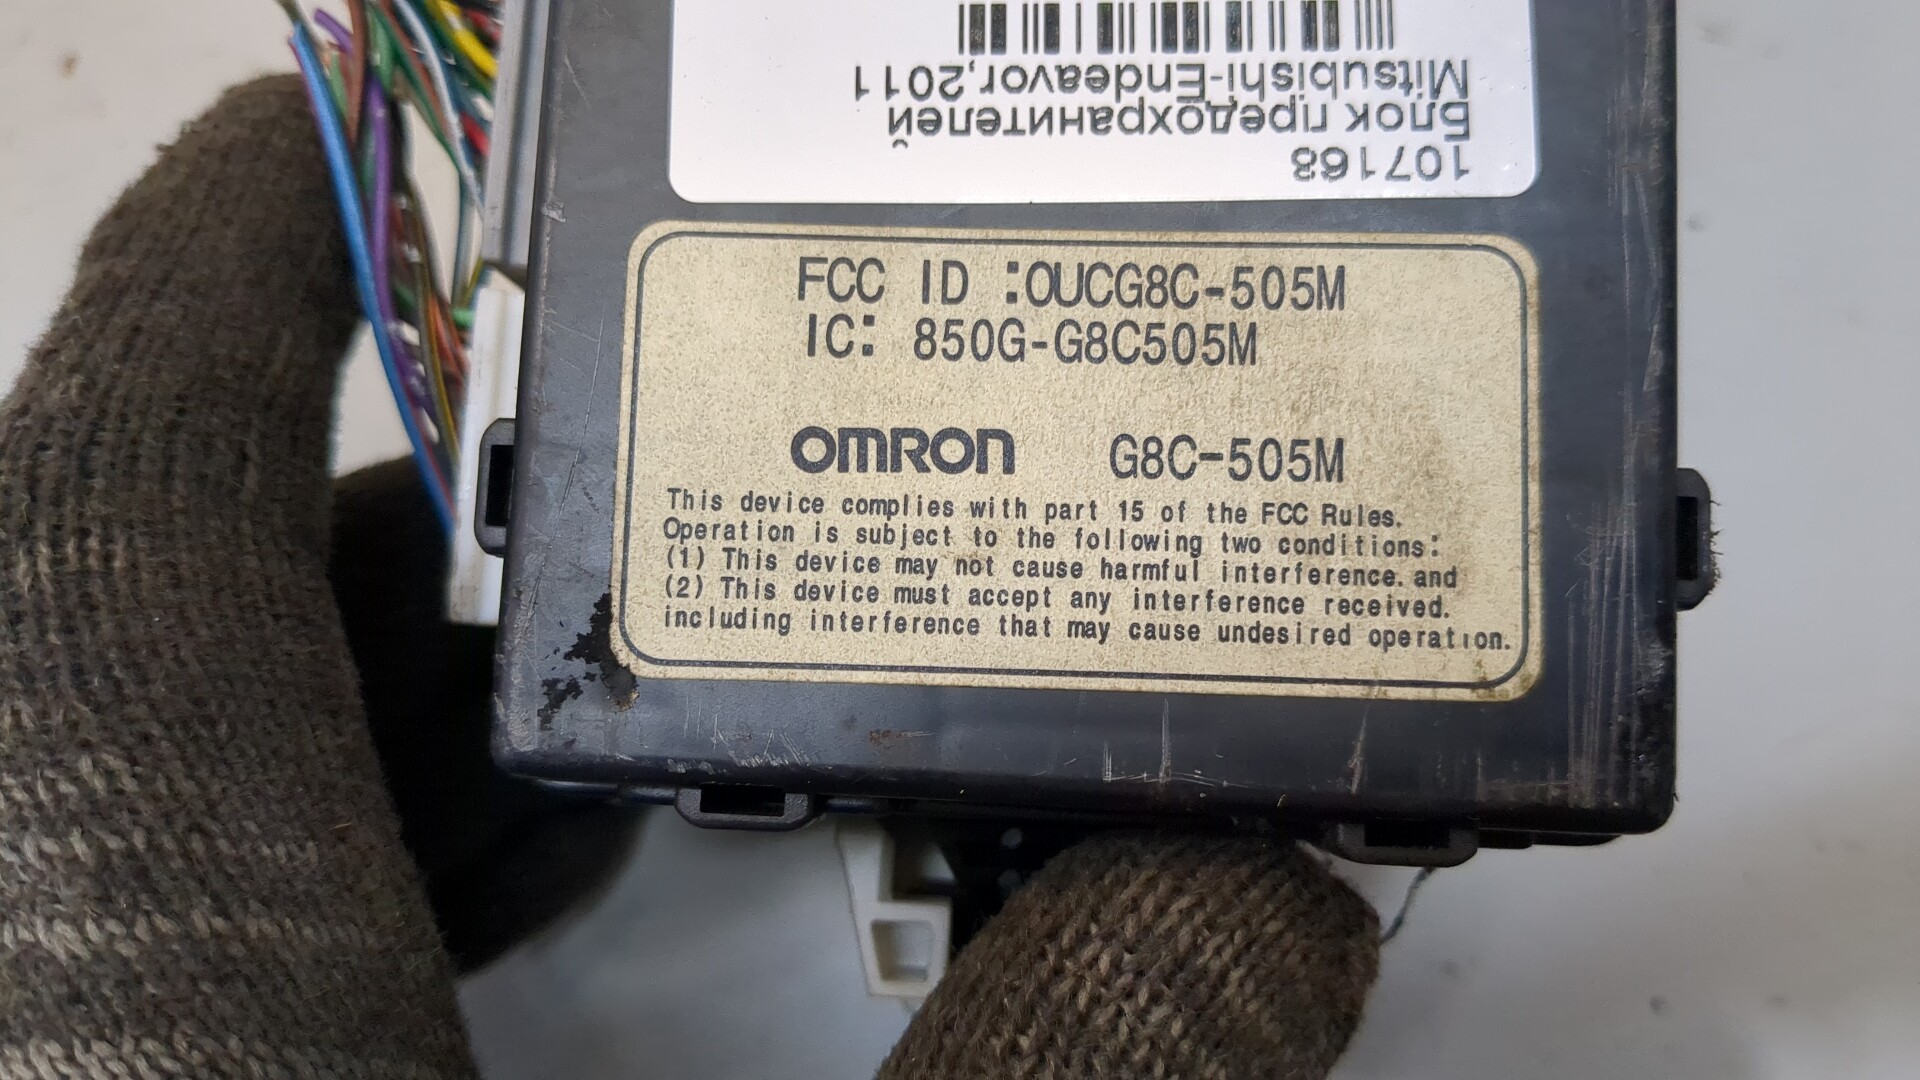 107168
Блок предохранителей
Mitsubishi-Endeavor,2011
FCC ID :OUCG8C-505M
IC: 850G-G8C505M
OMRON G8C-505M
This device complies with part 15 of the FCC Rules.
Operation is subject to the following two conditions:
(1) This device may not cause harmful interference. and
(2) This device must accept any interference received.
including interference that may cause undesired operation.